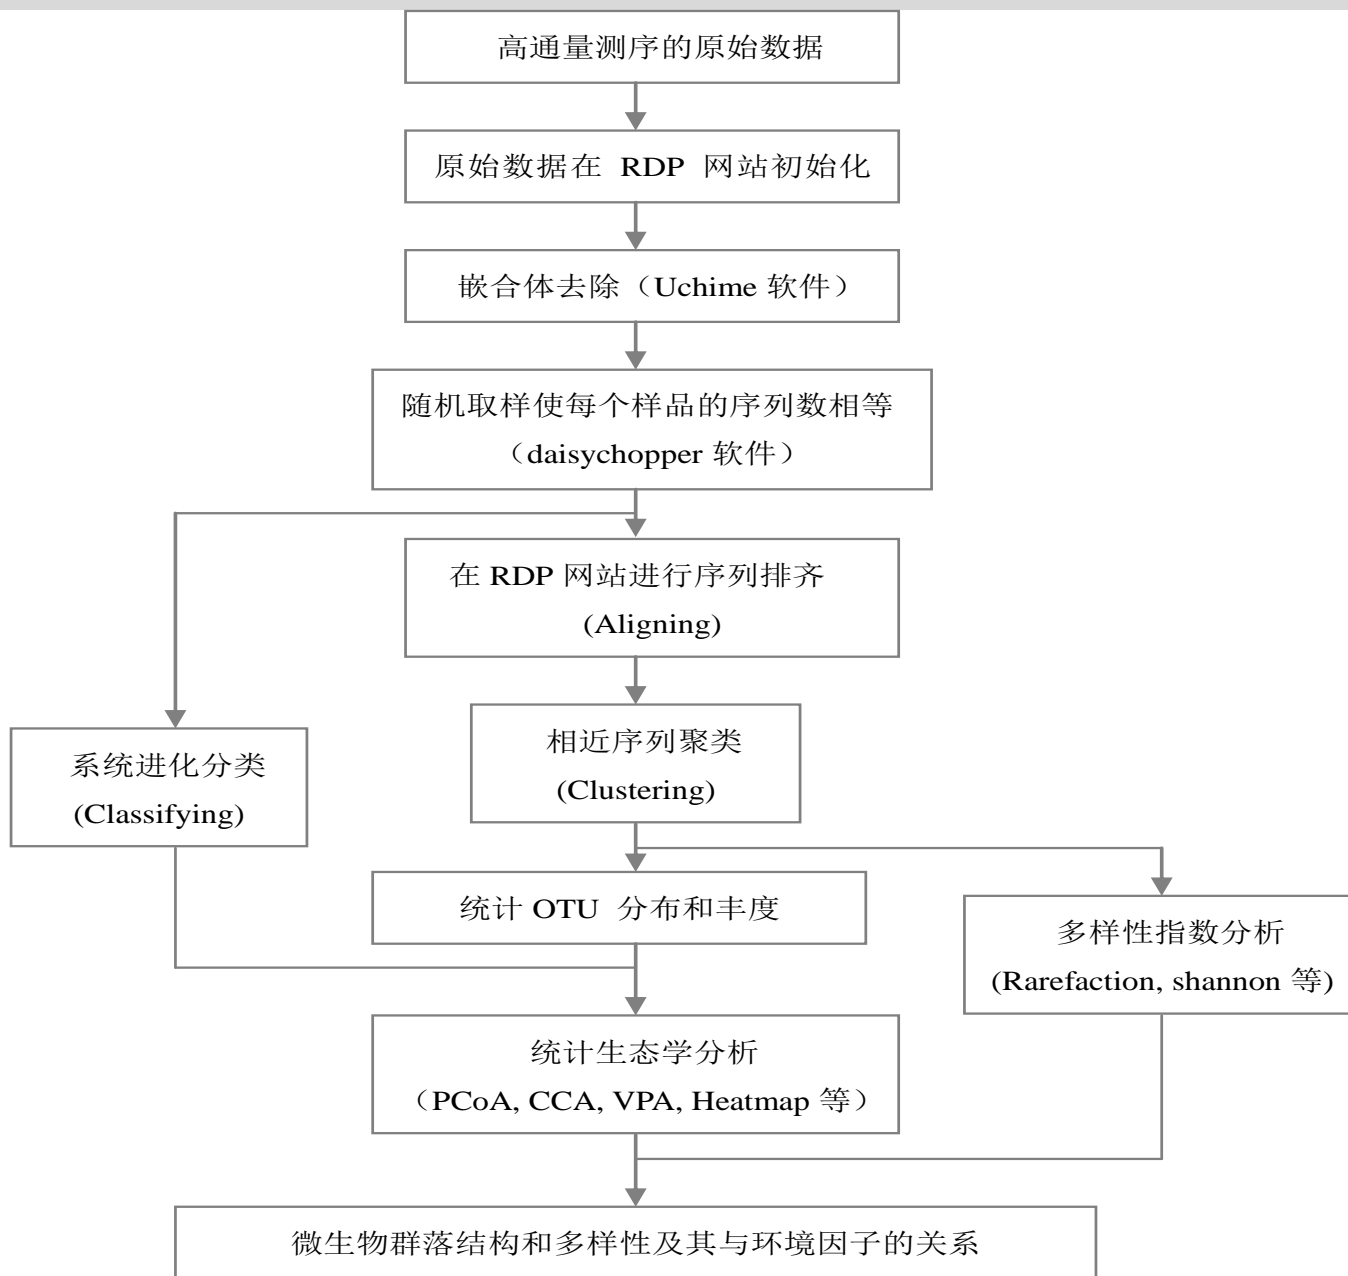 高通量测序的原始数据
原始数据在 RDP 网站初始化
嵌合体去除（Uchime 软件）
随机取样使每个样品的序列数相等
（daisychopper 软件）
在 RDP 网站进行序列排齐
(Aligning)
系统进化分类
(Classifying)
相近序列聚类
(Clustering)
统计 OTU 分布和丰度
多样性指数分析
(Rarefaction, shannon 等)
统计生态学分析
（PCoA, CCA, VPA, Heatmap 等）
微生物群落结构和多样性及其与环境因子的关系